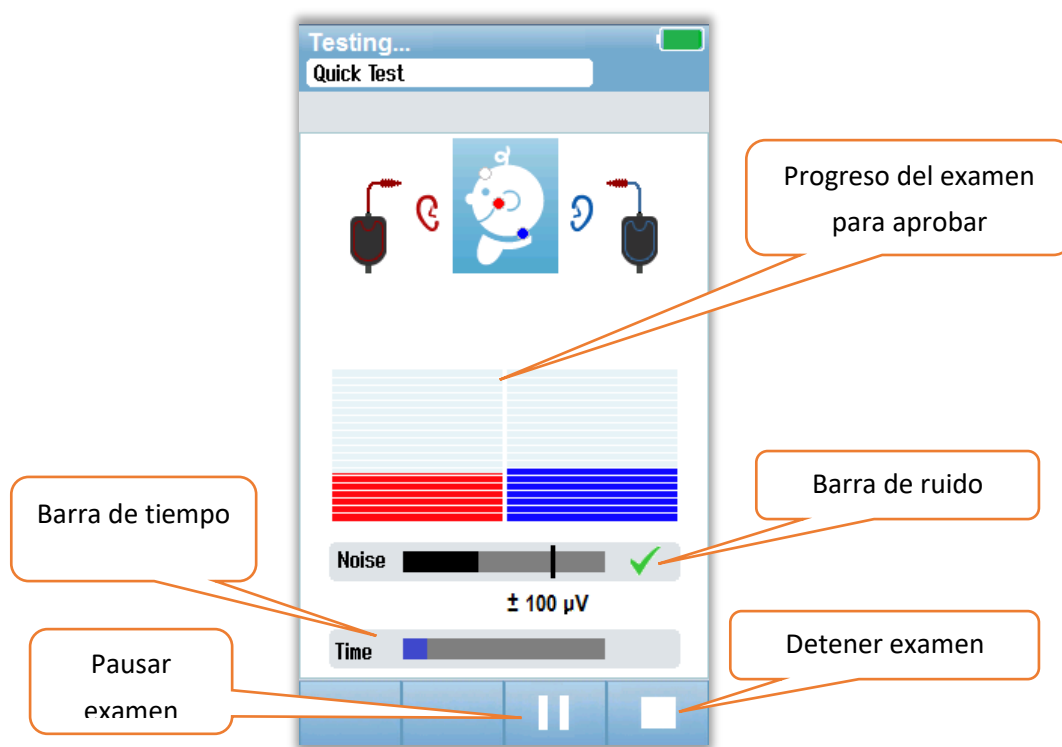 Testing...
Quick Test
Progreso del examen
para aprobar
Barra de ruido
Barra de tiempo
Noise
± 100 µV
Time
Detener examen
Pausar
examen